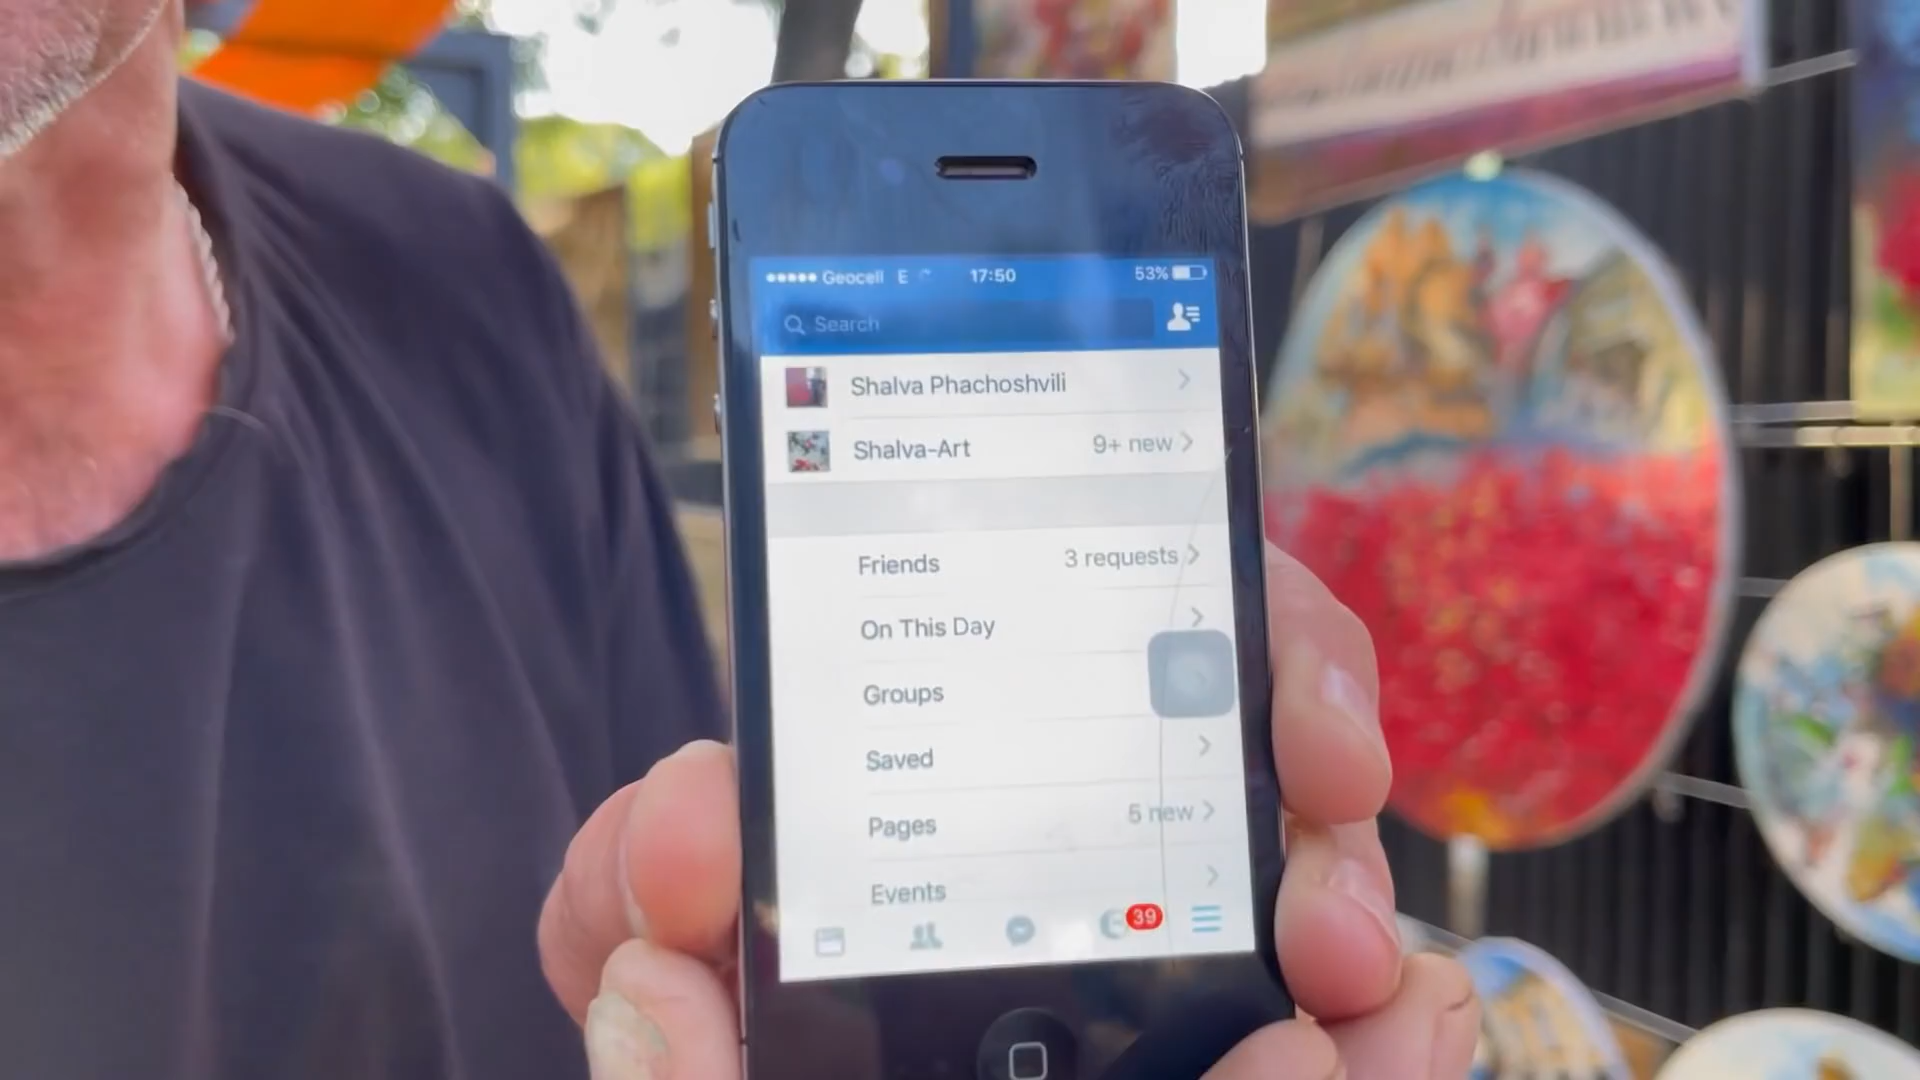 Geocell E 17:50 53%
Search
Shalva Phachoshvili
Shalva-Art 9+ new
Friends 3 requests
On This Day
Groups
Saved
Pages 5 new
Events
39